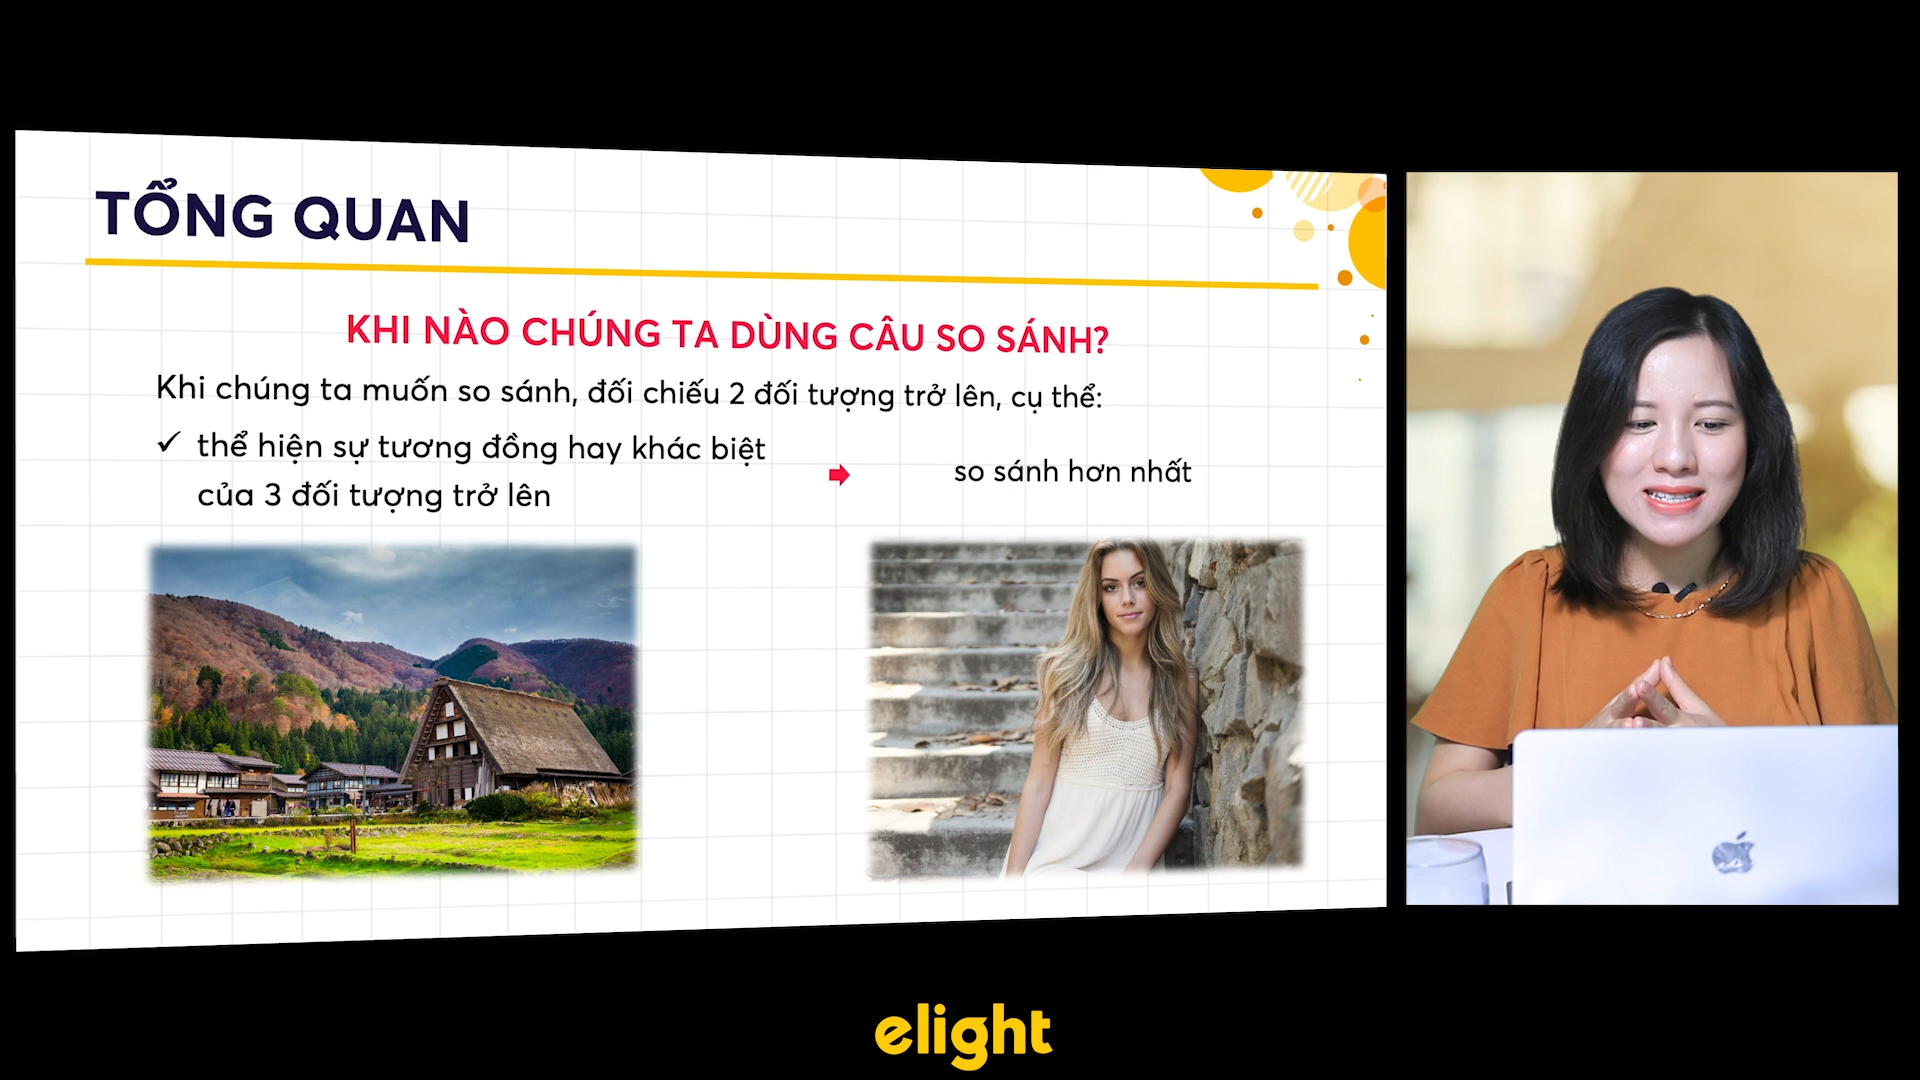 TỔNG QUAN
KHI NÀO CHÚNG TA DÙNG CÂU SO SÁNH?
Khi chúng ta muốn so sánh, đối chiếu 2 đối tượng trở lên, cụ thể:
✓ thể hiện sự tương đồng hay khác biệt
của 3 đối tượng trở lên
so sánh hơn nhất
elight